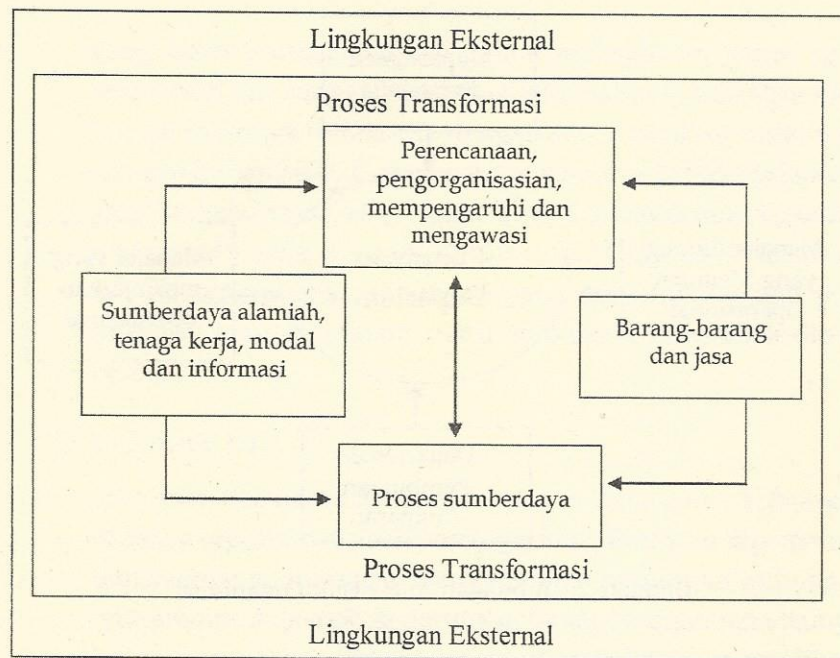 Lingkungan Eksternal
Proses Transformasi
Perencanaan,
pengorganisasian,
mempengaruhi dan
mengawasi
Sumberdaya alamiah,
tenaga kerja, modal
dan informasi
Barang-barang
dan jasa
Proses sumberdaya
Proses Transformasi
Lingkungan Eksternal